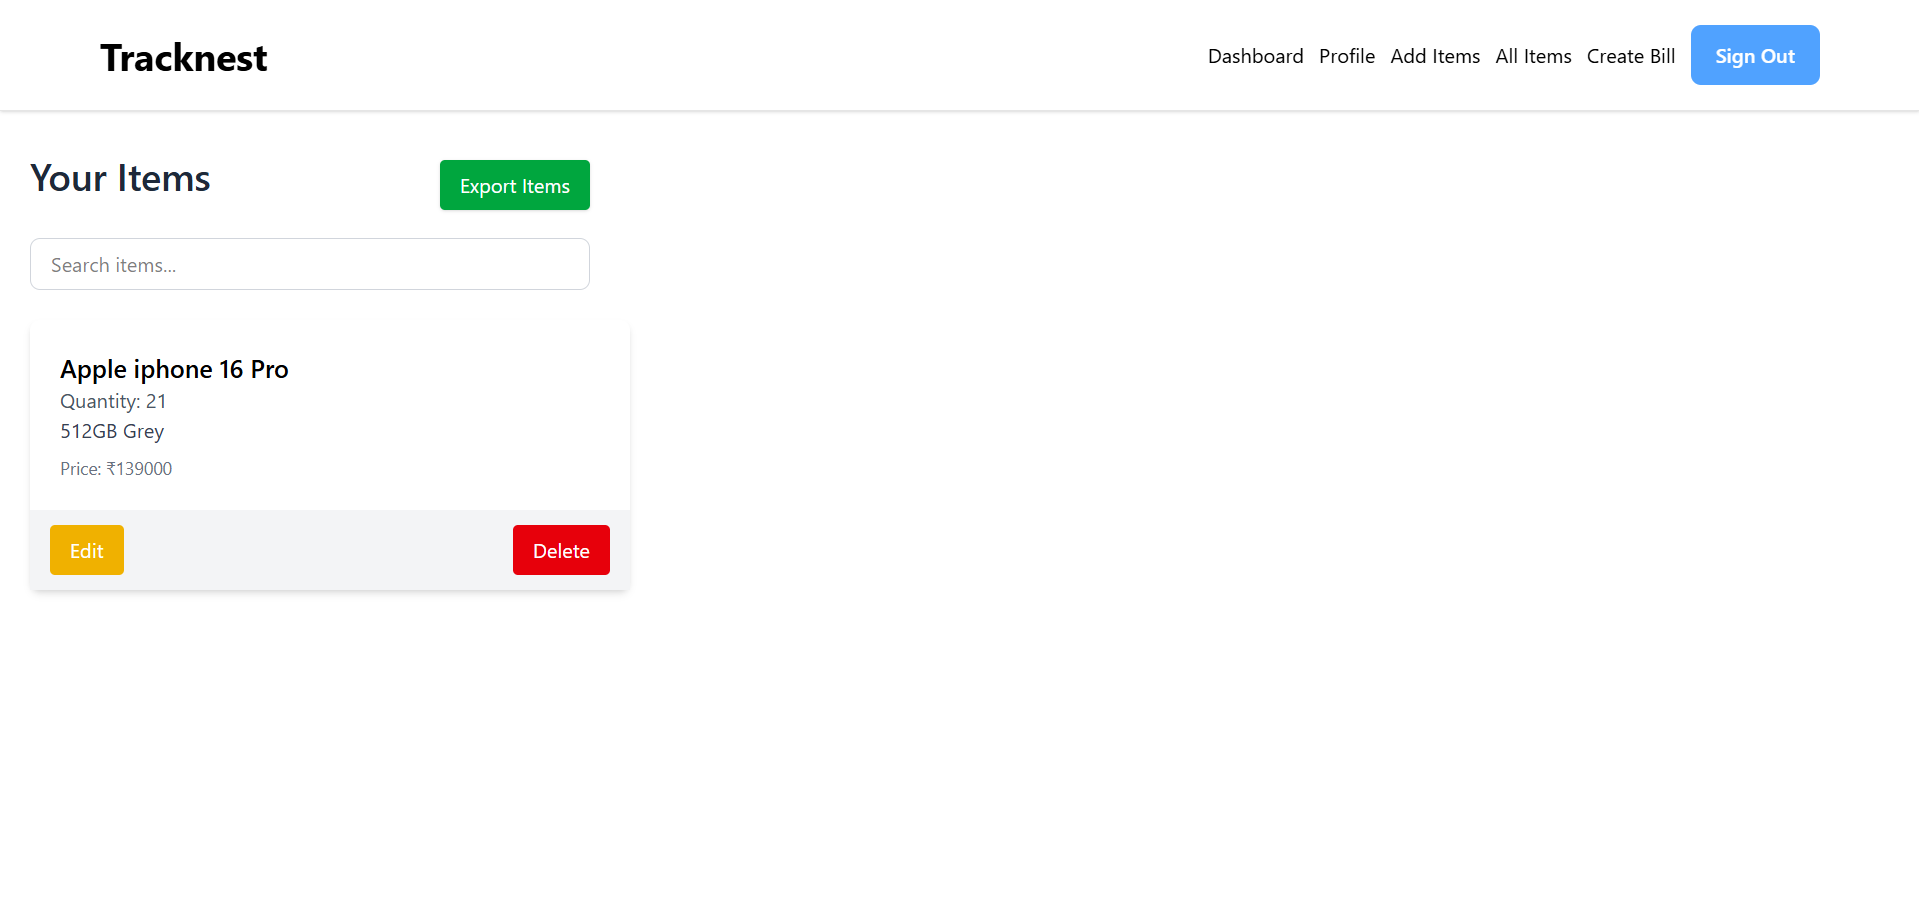 Tracknest
Dashboard Profile Add Items All Items Create Bill Sign Out
Your Items
Export Items
Search items...
Apple iphone 16 Pro
Quantity: 21
512GB Grey
Price: ₹139000
Edit
Delete